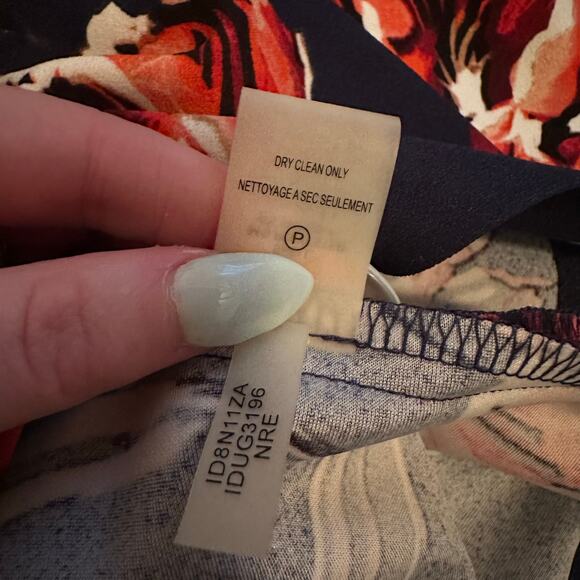 DRY CLEAN ONLY
NETTOYAGE A SEC SEULEMENT
P
ID8N11ZA
IDUG3196
NRE